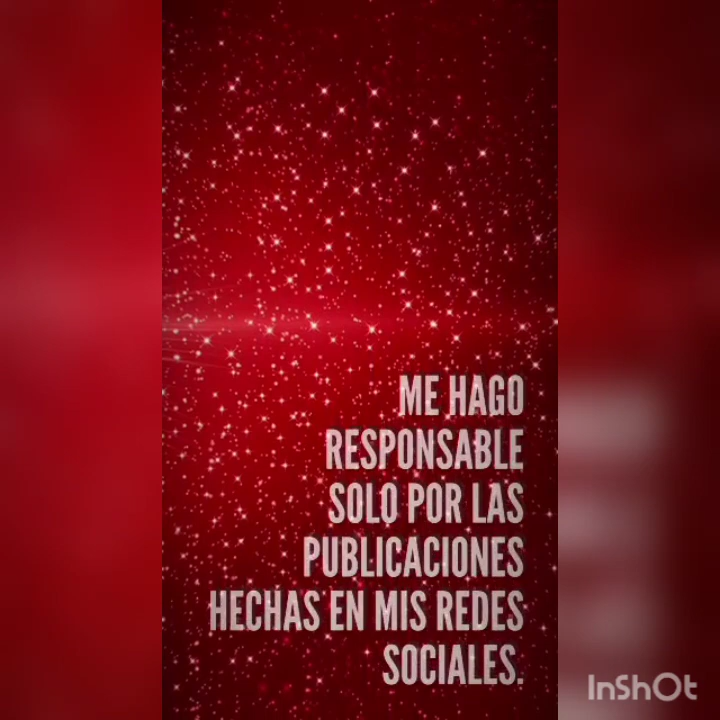 ME HAGO
RESPONSABLE
SOLO POR LAS
PUBLICACIONES
HECHAS EN MIS REDES
SOCIALES.
InShOt